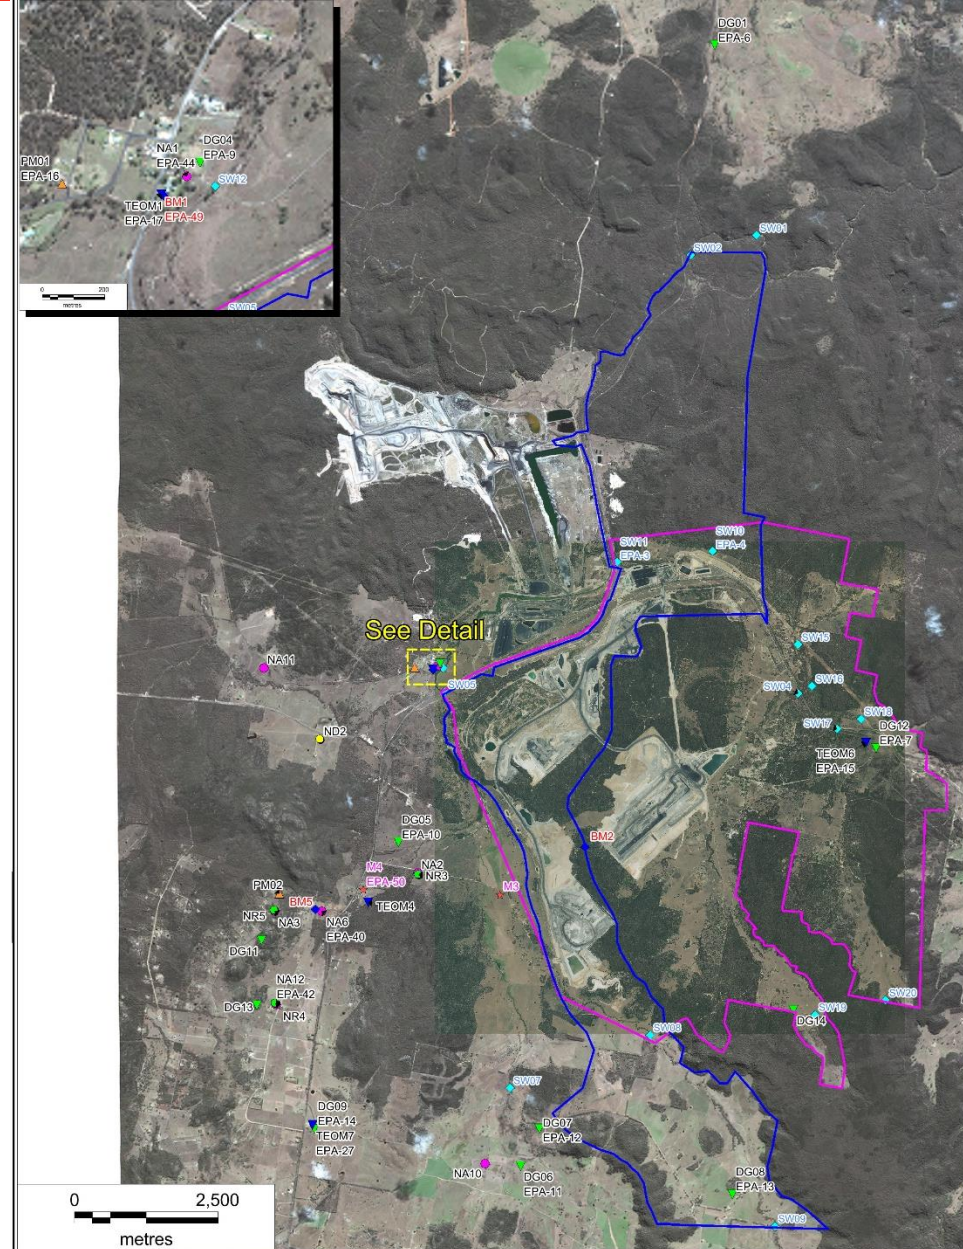 DG01
EPA-6
NA1
EPA-44
DG04
EPA-9
PM01
EPA-16
SW12
TEOM1
EPA-17
BM1
EPA-49
0 200
metres
SW05
SW01
SW02
SW11
EPA-3
SW10
EPA-4
See Detail
SW05
NA11
ND2
SW15
SW16
SW04
SW18
SW17
DG12
EPA-7
TEOM6
EPA-15
DG05
EPA-10
BM2
M4
EPA-50
NA2
NR3
M3
PM02
BM5
TEOM4
NR5
NA3
NA6
EPA-40
DG11
NA12
EPA-42
DG13
NR4
SW20
SW19
DG14
SW08
SW07
DG09
EPA-14
TEOM7
EPA-27
DG07
EPA-12
NA10
DG06
EPA-11
DG08
EPA-13
SW09
0 2,500
metres